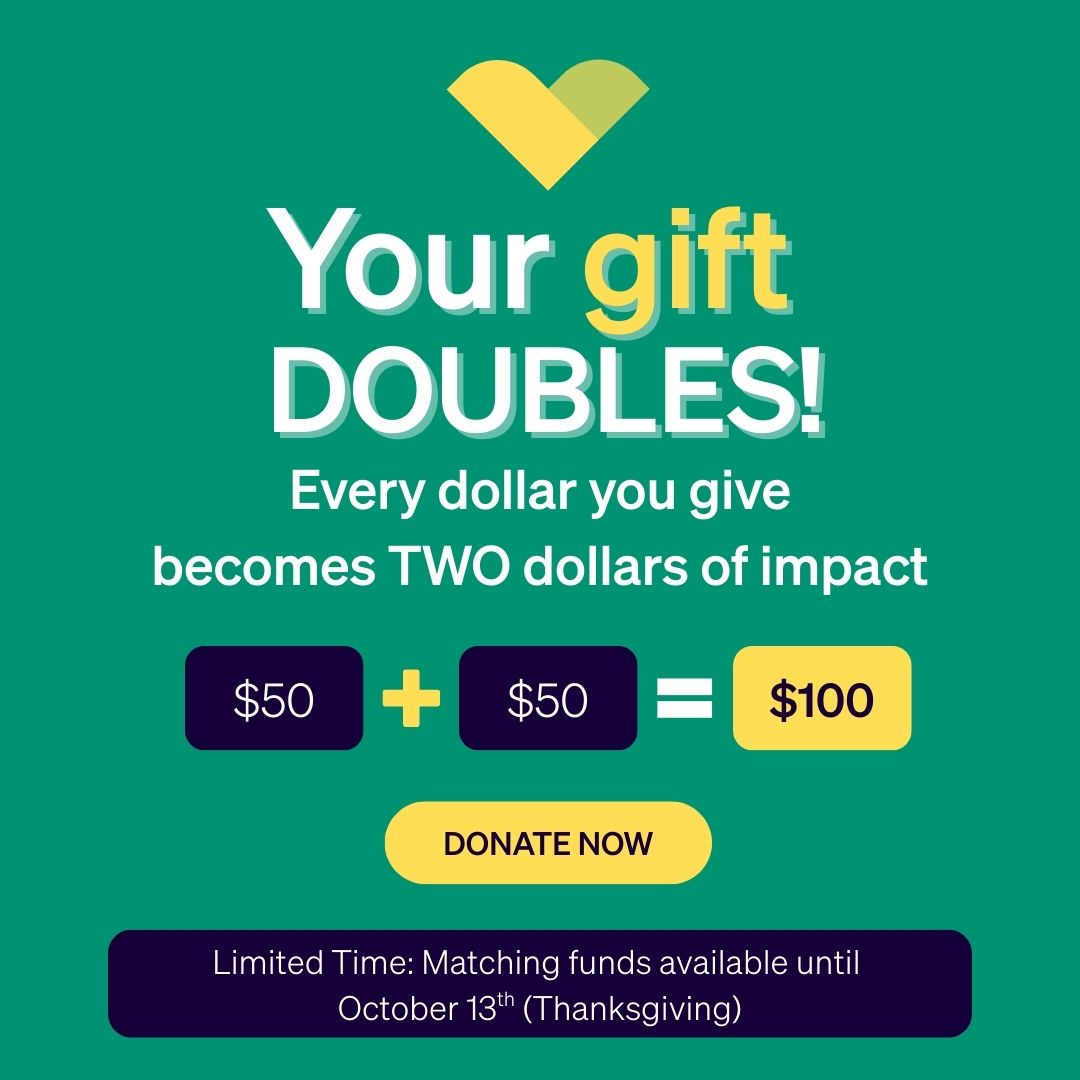 Your gift
DOUBLES!
Every dollar you give
becomes TWO dollars of impact
$50 + $50 = $100
DONATE NOW
Limited Time: Matching funds available until
October 13th (Thanksgiving)